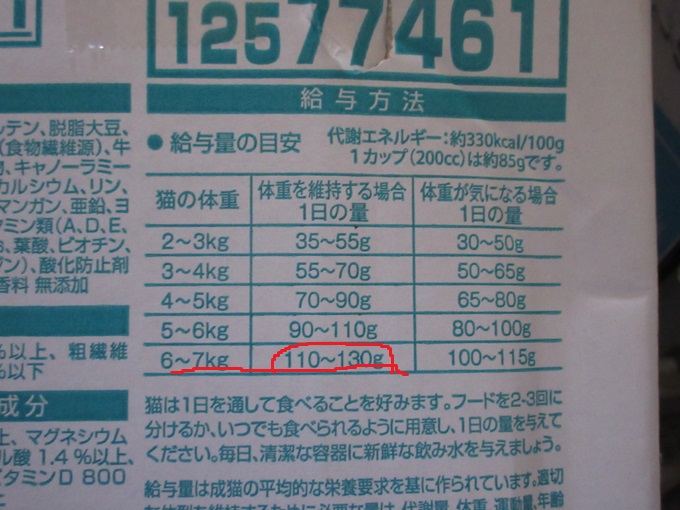 12577461
給与方法
● 給与量の目安
代謝エネルギー:約330kcal/100g
1カップ(200cc)は約85gです。
猫の体重 体重を維持する場合 1日の量 体重が気になる場合 1日の量
2~3kg 35~55g 30~50g
3~4kg 55~70g 50~65g
4~5kg 70~90g 65~80g
5~6kg 90~110g 80~100g
6~7kg 110~130g 100~115g
猫は1日を通して食べることを好みます。フードを2-3回に
分けるか、いつでも食べられるように用意し、1日の量を与えて
ください。毎日、清潔な容器に新鮮な飲み水を与えましょう。
給与量は成猫の平均的な栄養要求を基に作られています。適切
テン、脱脂大豆、
(食物繊維源)、牛
、キャノーラミー
カルシウム、リン、
マンガン、亜鉛、ヨ
ミン類(A、D、E、
、葉酸、ビオチン、
ン)、酸化防止剤
香料 無添加
%以上、粗繊維
%以下
成分
上、マグネシウム
ル酸 1.4%以上、
タミンD 800